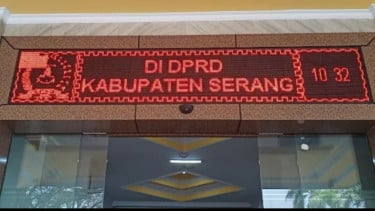 DI DPRD
KABUPATEN SERANG
10 32